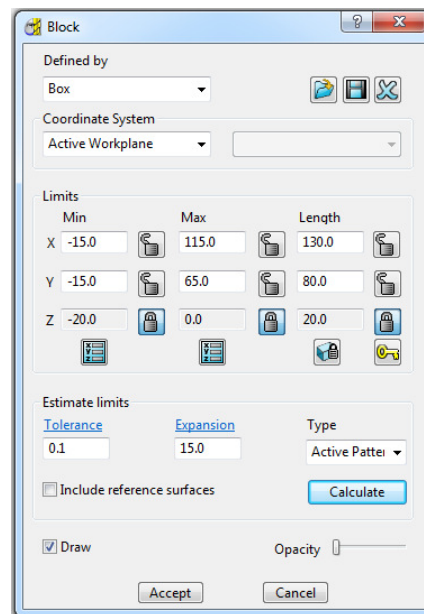 Block
Defined by
Box
Coordinate System
Active Workplane
Limits
Min Max Length
X -15.0 115.0 130.0
Y -15.0 65.0 80.0
Z -20.0 0.0 20.0
Estimate limits
Tolerance Expansion Type
0.1 15.0 Active Patter
Include reference surfaces Calculate
Draw Opacity
Accept Cancel